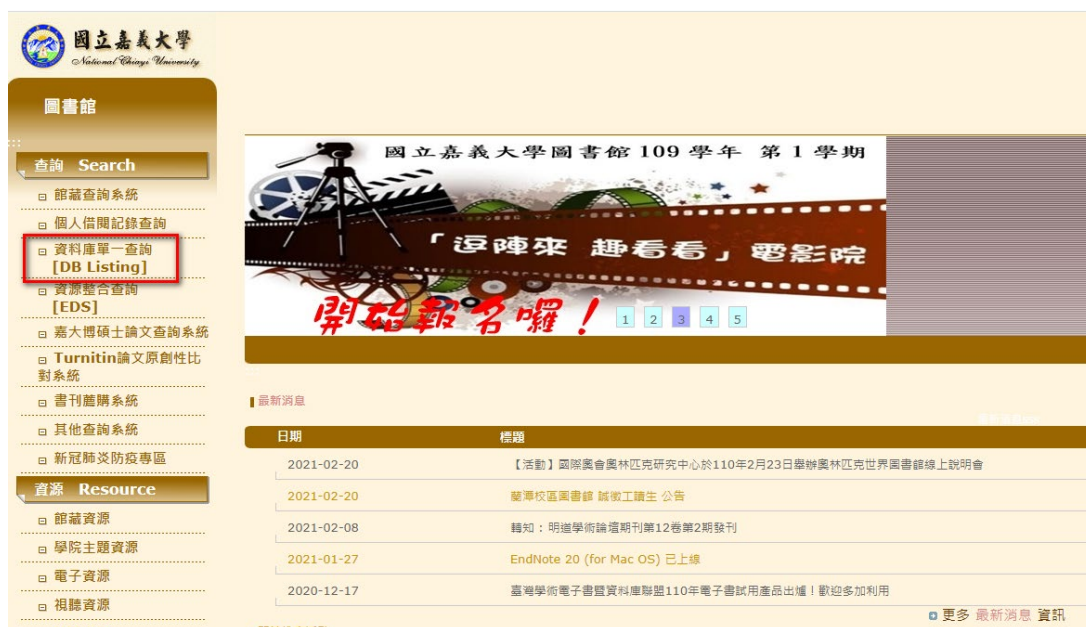 國立嘉義大學
National Chiayi University
圖書館
:::
查詢 Search
館藏查詢系統
個人借閱記錄查詢
資料庫單一查詢
[DB Listing]
資源整合查詢
[EDS]
嘉大博碩士論文查詢系統
Turnitin論文原創性比
對系統
書刊薦購系統
其他查詢系統
新冠肺炎防疫專區
資源 Resource
館藏資源
學院主題資源
電子資源
視聽資源
國立嘉義大學圖書館 109 學年 第 1 學期
「逗陣來 趣看看」電影院
開始報名囉！
1 2 3 4 5
最新消息
日期 標題
2021-02-20 【活動】國際奧會奧林匹克研究中心於110年2月23日舉辦奧林匹克世界圖書館線上說明會
2021-02-20 蘭潭校區圖書館 誠徵工讀生 公告
2021-02-08 轉知：明道學術論壇期刊第12卷第2期發刊
2021-01-27 EndNote 20 (for Mac OS) 已上線
2020-12-17 臺灣學術電子書暨資料庫聯盟110年電子書試用產品出爐！歡迎多加利用
更多 最新消息 資訊